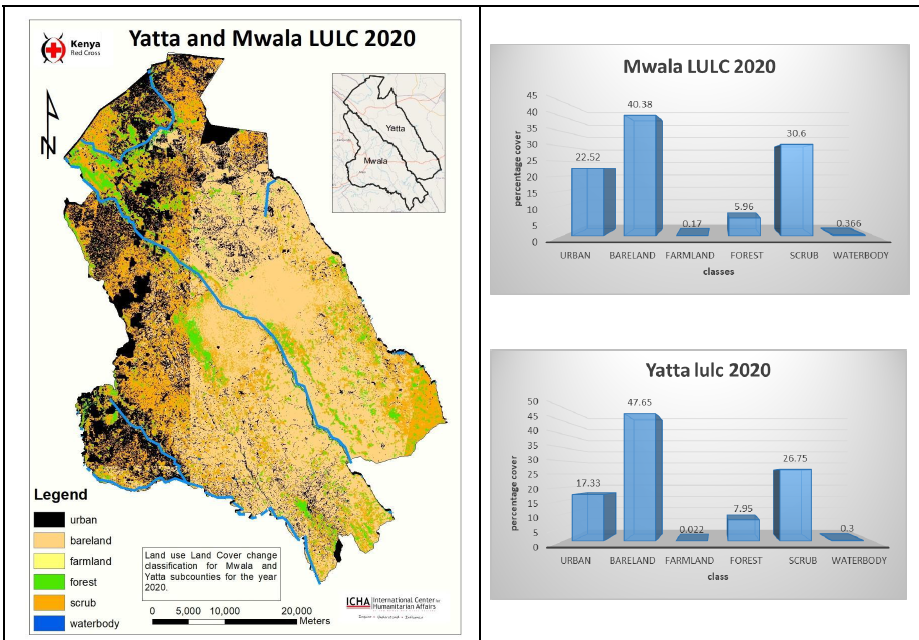 Kenya
Red Cross
Yatta and Mwala LULC 2020
N
Yatta
Mwala
Legend
urban
bareland
farmland
forest
scrub
waterbody
Land use Land Cover change
classification for Mwala and
Yatta subcounties for the year
2020.
0 5,000 10,000 20,000
Meters
ICHA International Center for
Humanitarian Affairs
Mwala LULC 2020
percentage cover
45
40
35
30
25
20
15
10
5
0
22.52
40.38
0.17
5.96
30.6
0.366
URBAN BARELAND FARMLAND FOREST SCRUB WATERBODY
classes
Yatta lulc 2020
percentage cover
50
45
40
35
30
25
20
15
10
5
0
17.33
47.65
0.022
7.95
26.75
0.3
URBAN BARELAND FARMLAND FOREST SCRUB WATERBODY
class